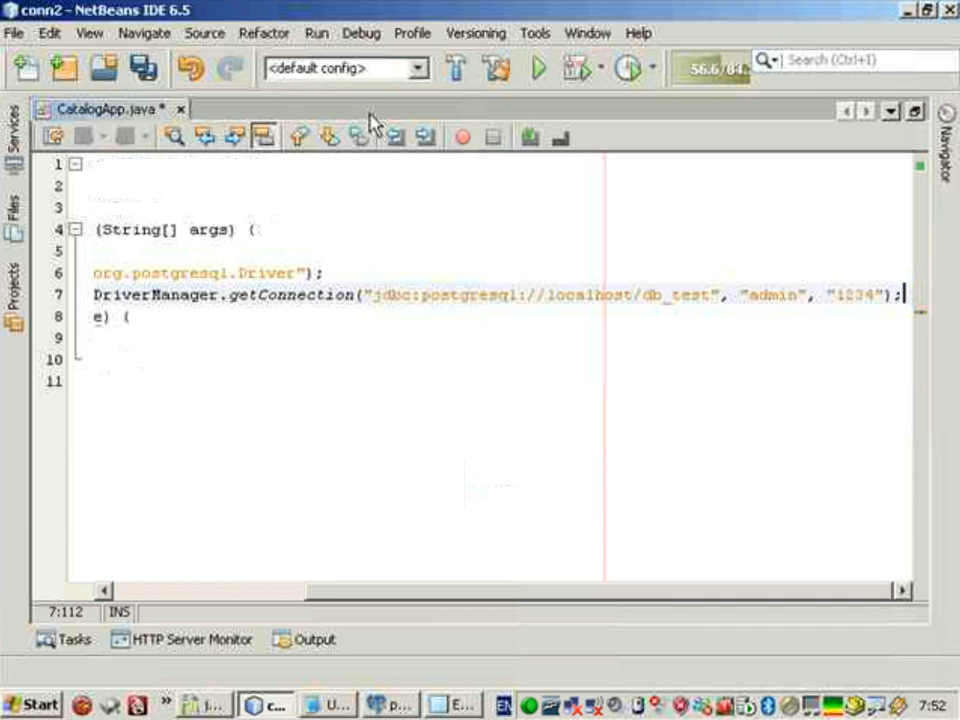 conn2 - NetBeans IDE 6.5
File Edit View Navigate Source Refactor Run Debug Profile Versioning Tools Window Help
<default config>
Search (Ctrl+I)
CatalogApp.java *
Services
Files
Projects
Navigator
1
2
3
4 (String[] args) {
5
6 org.postgresql.Driver");
7 DriverManager.getConnection("jdbc:postgresql://localhost/db_test", "admin", "1234");
8 e) {
9
10
11
7:112 INS
Tasks HTTP Server Monitor Output
Start » j... c... U... p... E... EN 7:52